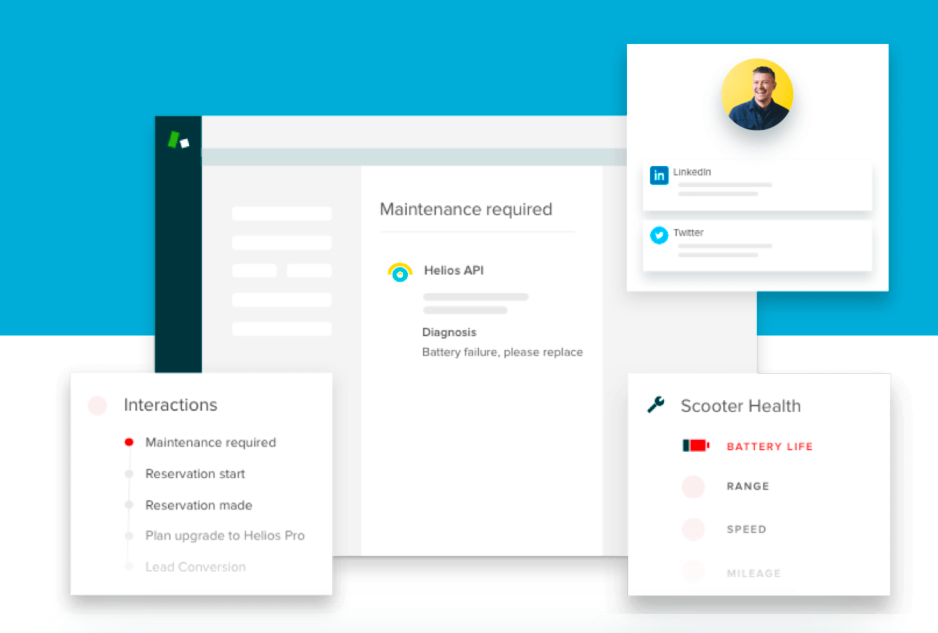 LinkedIn
Twitter
Maintenance required
Helios API
Diagnosis
Battery failure, please replace
Interactions
Maintenance required
Reservation start
Reservation made
Plan upgrade to Helios Pro
Lead Conversion
Scooter Health
BATTERY LIFE
RANGE
SPEED
MILEAGE